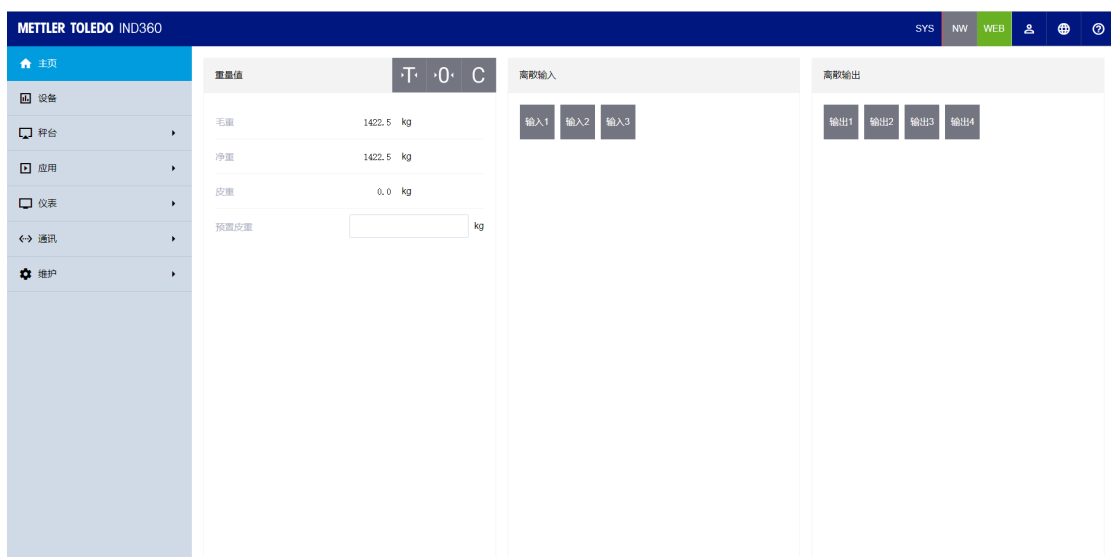 METTLER TOLEDO IND360
SYS NW WEB
主页
设备
秤台
应用
仪表
通讯
维护
重量值
T 0 C
毛重 1422.5 kg
净重 1422.5 kg
皮重 0.0 kg
预置皮重 kg
离散输入
输入1 输入2 输入3
离散输出
输出1 输出2 输出3 输出4